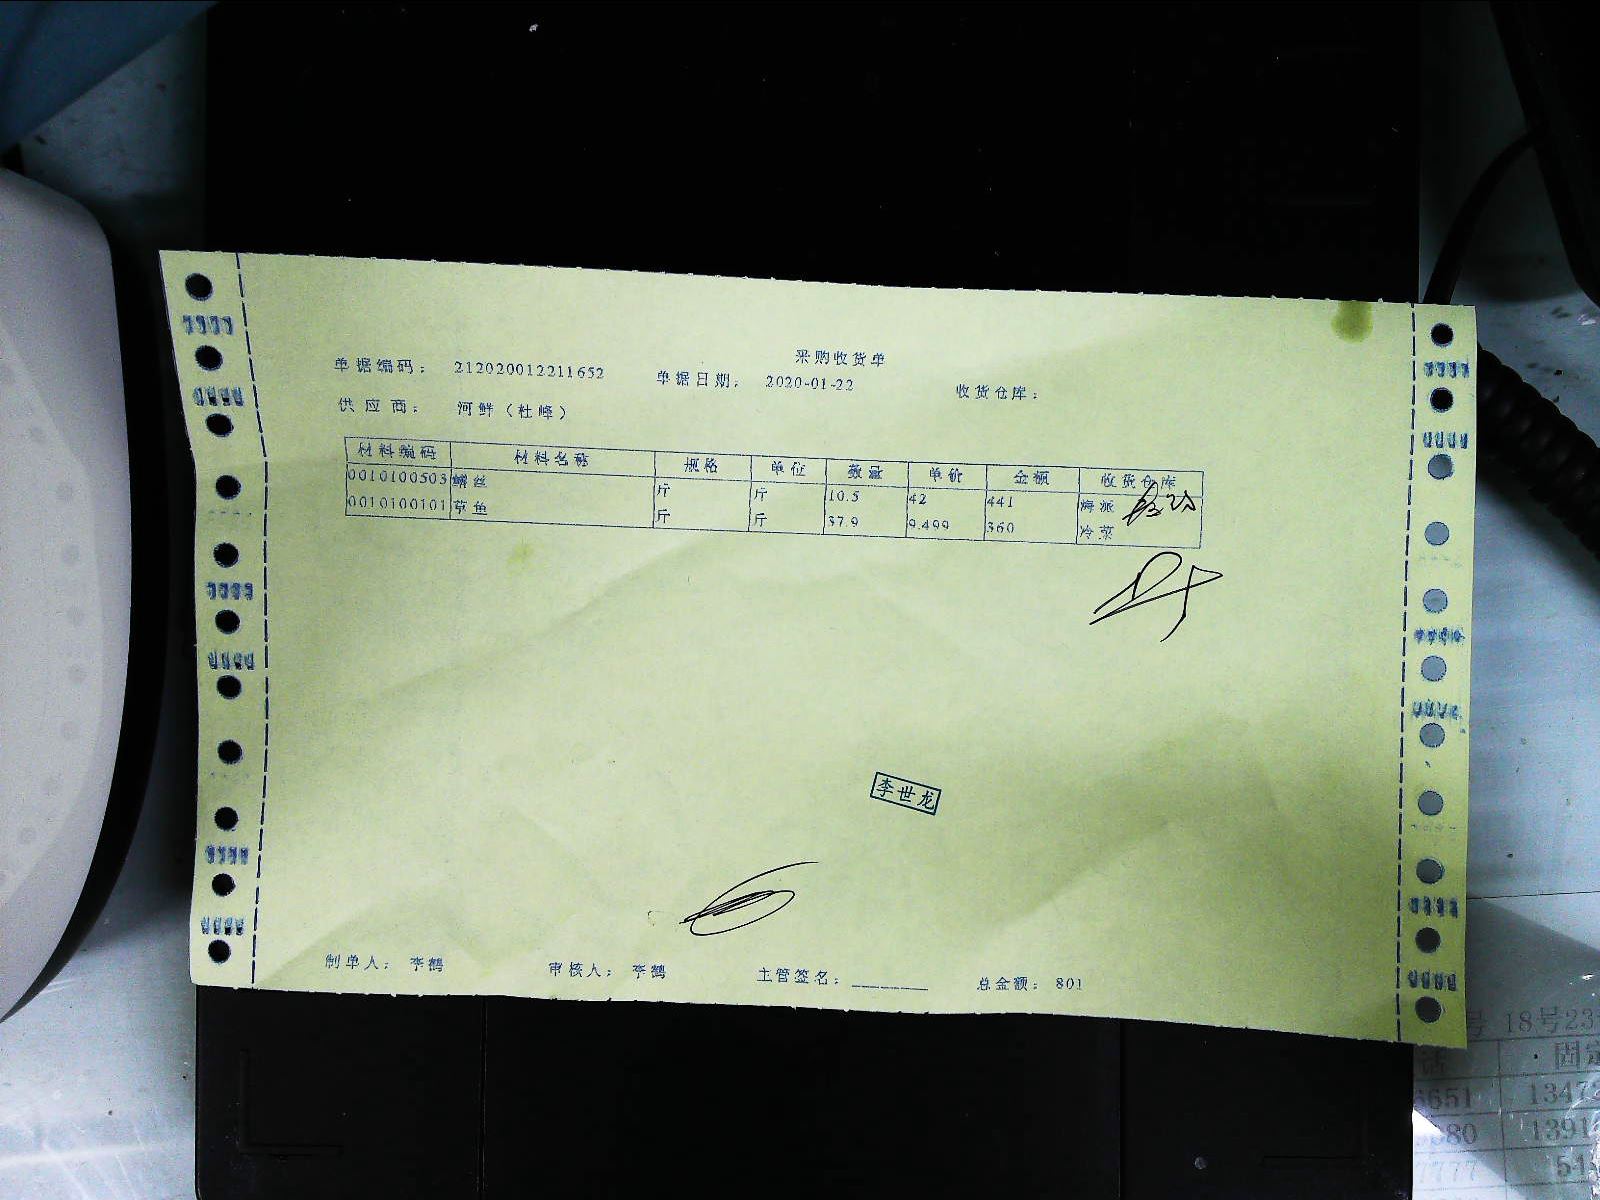 采购收货单
单据编码： 212020012211652 单据日期： 2020-01-22 收货仓库：
供应商： 河鲜（杜峰）
材料编码 材料名称 规格 单位 数量 单价 金额 收货仓库
0010100503 螺丝 斤 斤 10.5 42 441 海派
0010100101 草鱼 斤 斤 37.9 9.499 360 冷菜
李世龙
制单人： 李鹤 审核人： 李鹤 主管签名： 总金额： 801
号 18号23
话 固定
6651 1347
080 1391
7777 51